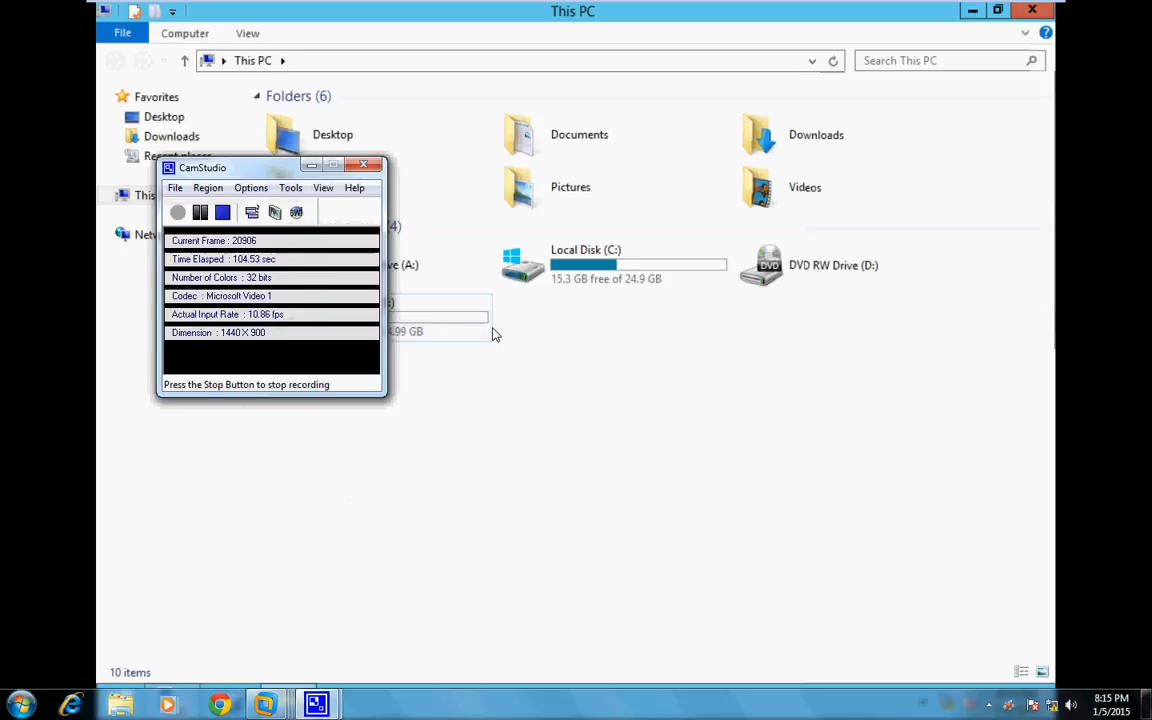 This PC
File Computer View
This PC
Search This PC
Favorites
Desktop
Downloads
Folders (6)
Desktop
Documents
Downloads
Pictures
Videos
CamStudio
File Region Options Tools View Help
Current Frame : 20906
Time Elasped : 104.53 sec
Number of Colors : 32 bits
Codec : Microsoft Video 1
Actual Input Rate : 10.86 fps
Dimension : 1440 X 900
Press the Stop Button to stop recording
(4)
(A:)
Local Disk (C:)
15.3 GB free of 24.9 GB
DVD RW Drive (D:)
DVD
GB
10 items
8:15 PM
1/5/2015